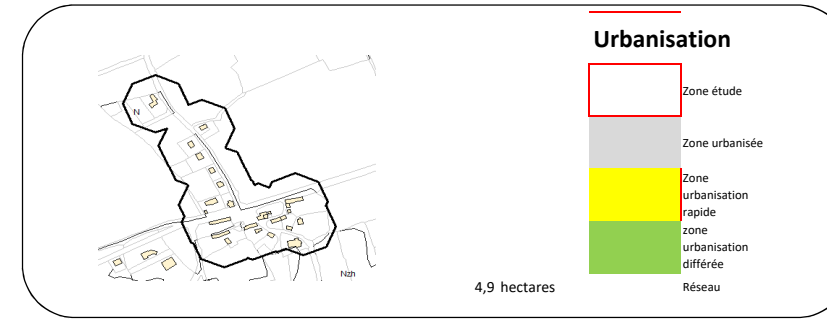 Urbanisation
Zone étude
Zone urbanisée
Zone
urbanisation
rapide
zone
urbanisation
différée
4,9 hectares
Réseau
N
Nzh